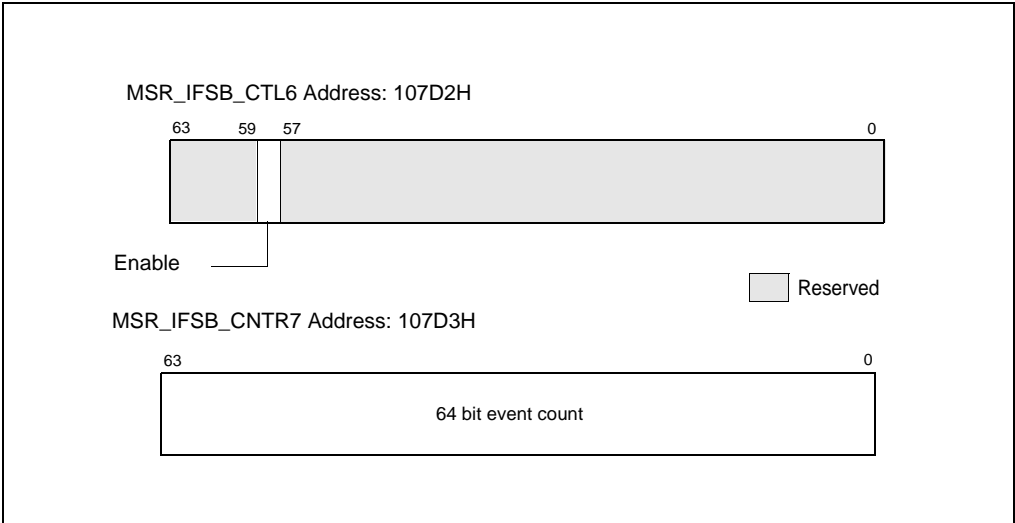 MSR_IFSB_CTL6 Address: 107D2H
63 59 57 0
Enable
Reserved
MSR_IFSB_CNTR7 Address: 107D3H
63 0
64 bit event count